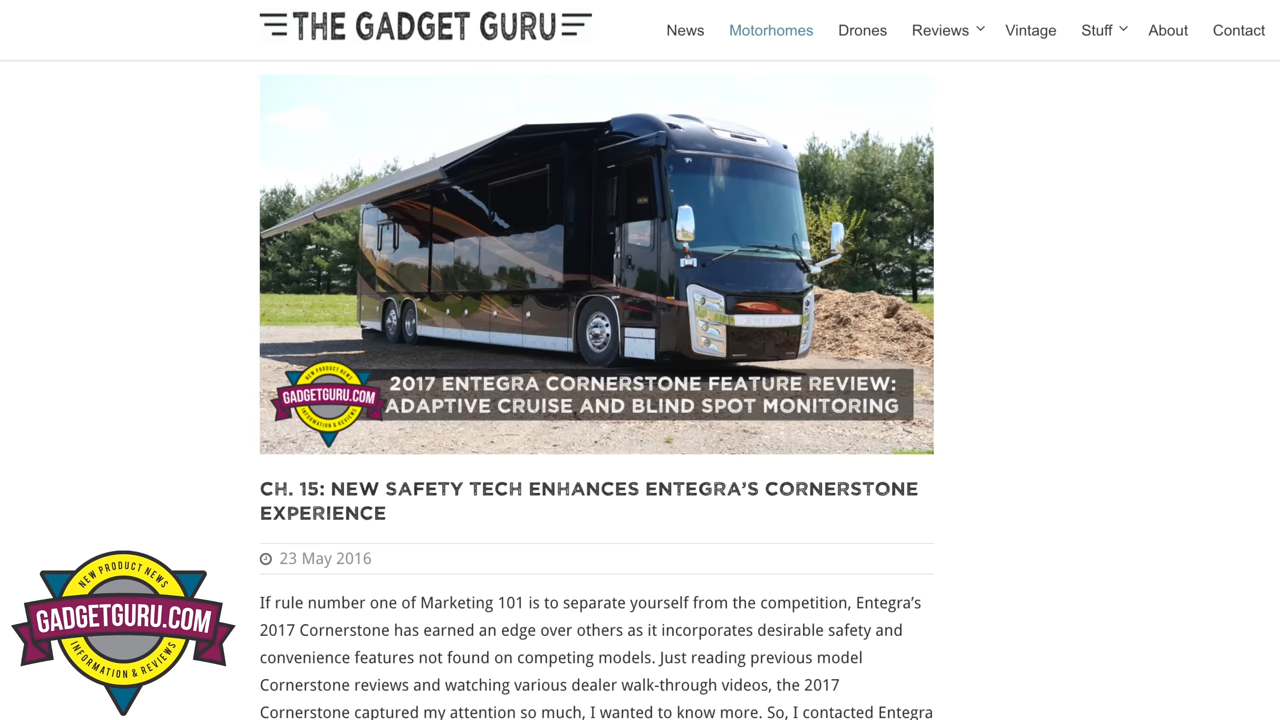 THE GADGET GURU
News Motorhomes Drones Reviews Vintage Stuff About Contact
ENTEGRA
NEW PRODUCT NEWS
GADGETGURU.COM
INFORMATION & REVIEWS
2017 ENTEGRA CORNERSTONE FEATURE REVIEW:
ADAPTIVE CRUISE AND BLIND SPOT MONITORING
CH. 15: NEW SAFETY TECH ENHANCES ENTEGRA’S CORNERSTONE
EXPERIENCE
23 May 2016
If rule number one of Marketing 101 is to separate yourself from the competition, Entegra’s
2017 Cornerstone has earned an edge over others as it incorporates desirable safety and
convenience features not found on competing models. Just reading previous model
Cornerstone reviews and watching various dealer walk-through videos, the 2017
Cornerstone captured my attention so much, I wanted to know more. So, I contacted Entegra
NEW PRODUCT NEWS
GADGETGURU.COM
INFORMATION & REVIEWS